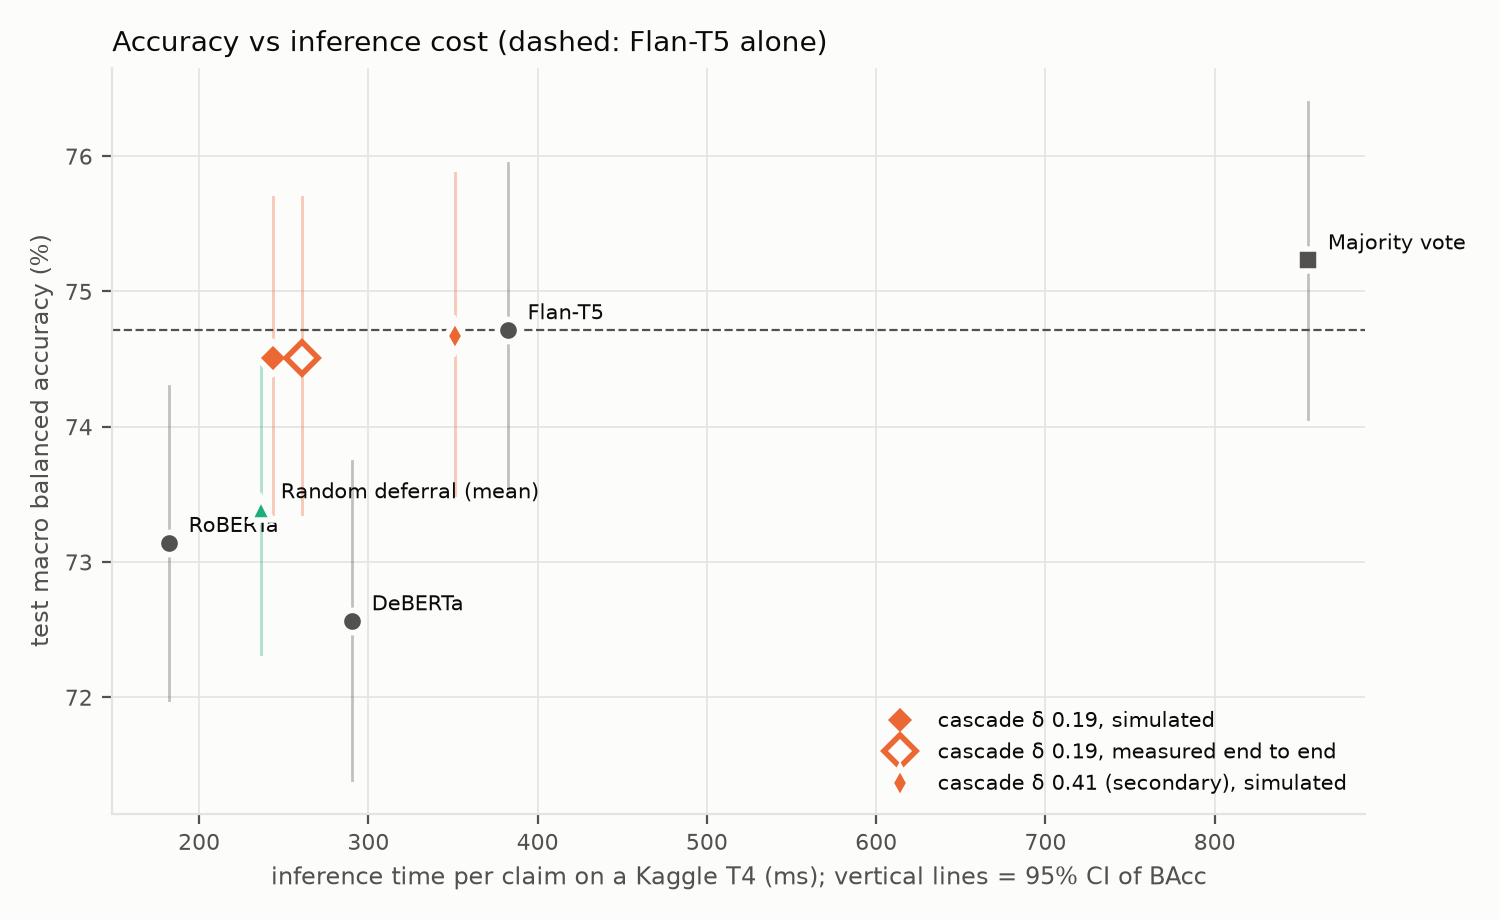 Accuracy vs inference cost (dashed: Flan-T5 alone)
test macro balanced accuracy (%)
76
75
74
73
72
Majority vote
Flan-T5
Random deferral (mean)
RoBERTa
DeBERTa
cascade δ 0.19, simulated
cascade δ 0.19, measured end to end
cascade δ 0.41 (secondary), simulated
200 300 400 500 600 700 800
inference time per claim on a Kaggle T4 (ms); vertical lines = 95% CI of BAcc